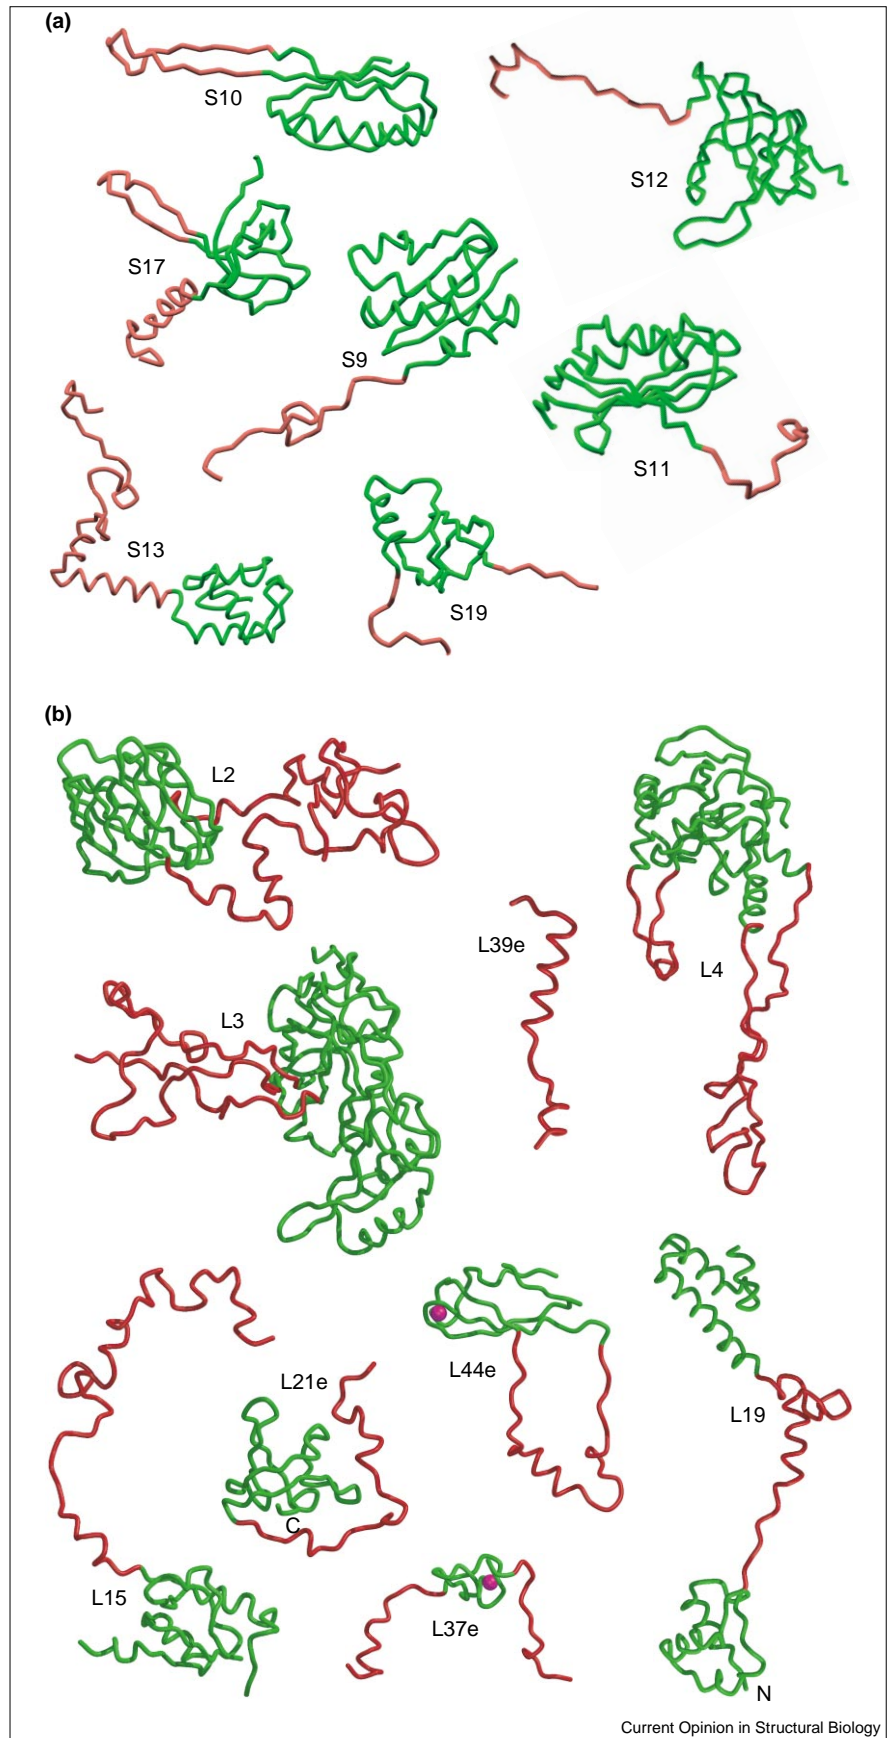 (a)
S10
S12
S17
S9
S11
S13
S19
(b)
L2
L39e
L4
L3
L21e
L44e
L19
C
L15
L37e
N
Current Opinion in Structural Biology